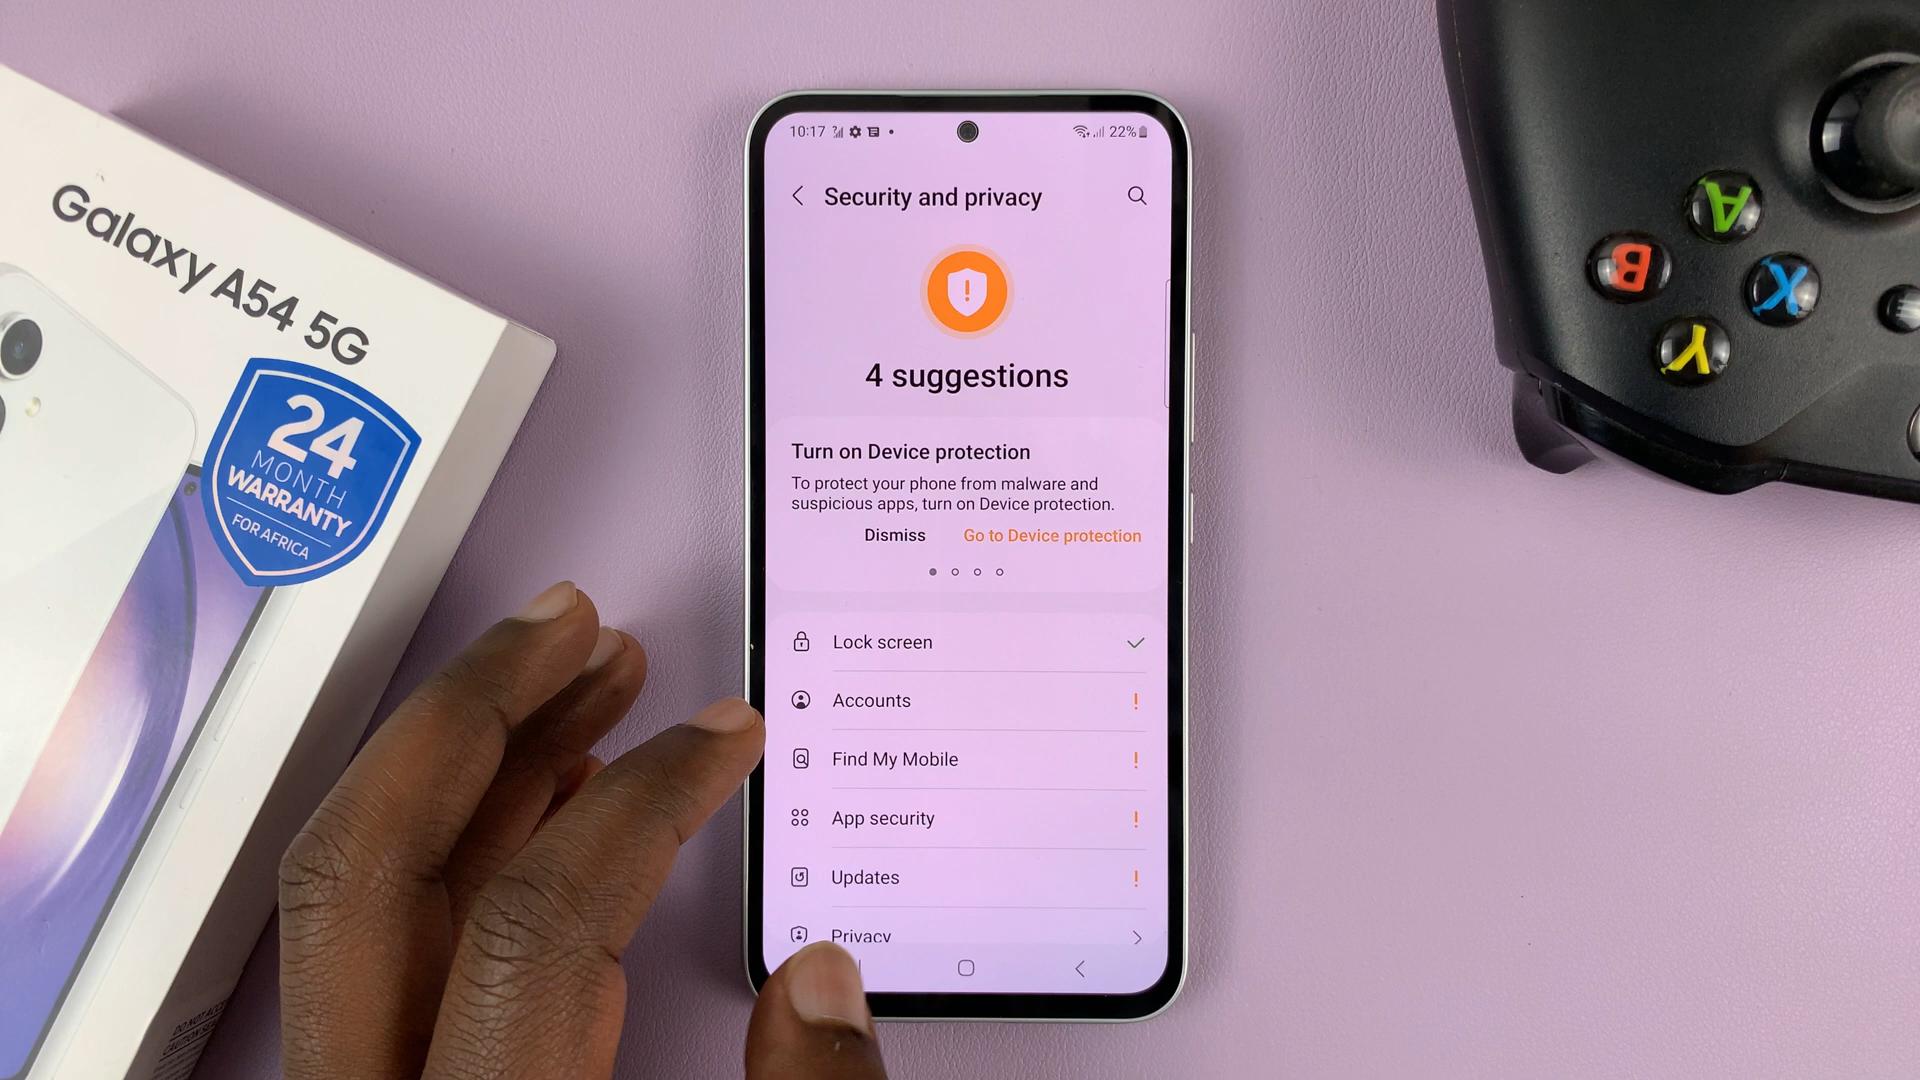 Galaxy A54 5G
24
MONTH
WARRANTY
FOR AFRICA
10:17
22%
Security and privacy
4 suggestions
Turn on Device protection
To protect your phone from malware and
suspicious apps, turn on Device protection.
Dismiss Go to Device protection
Lock screen
Accounts
Find My Mobile
App security
Updates
Privacy
A
B
X
Y